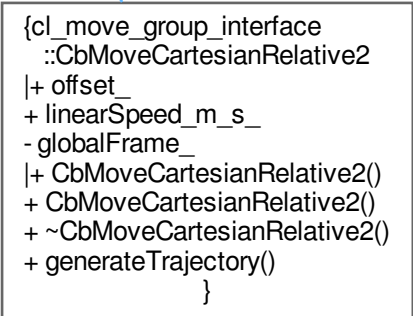 {cl_move_group_interface
::CbMoveCartesianRelative2
|+ offset_
+ linearSpeed_m_s_
- globalFrame_
|+ CbMoveCartesianRelative2()
+ CbMoveCartesianRelative2()
+ ~CbMoveCartesianRelative2()
+ generateTrajectory()
}